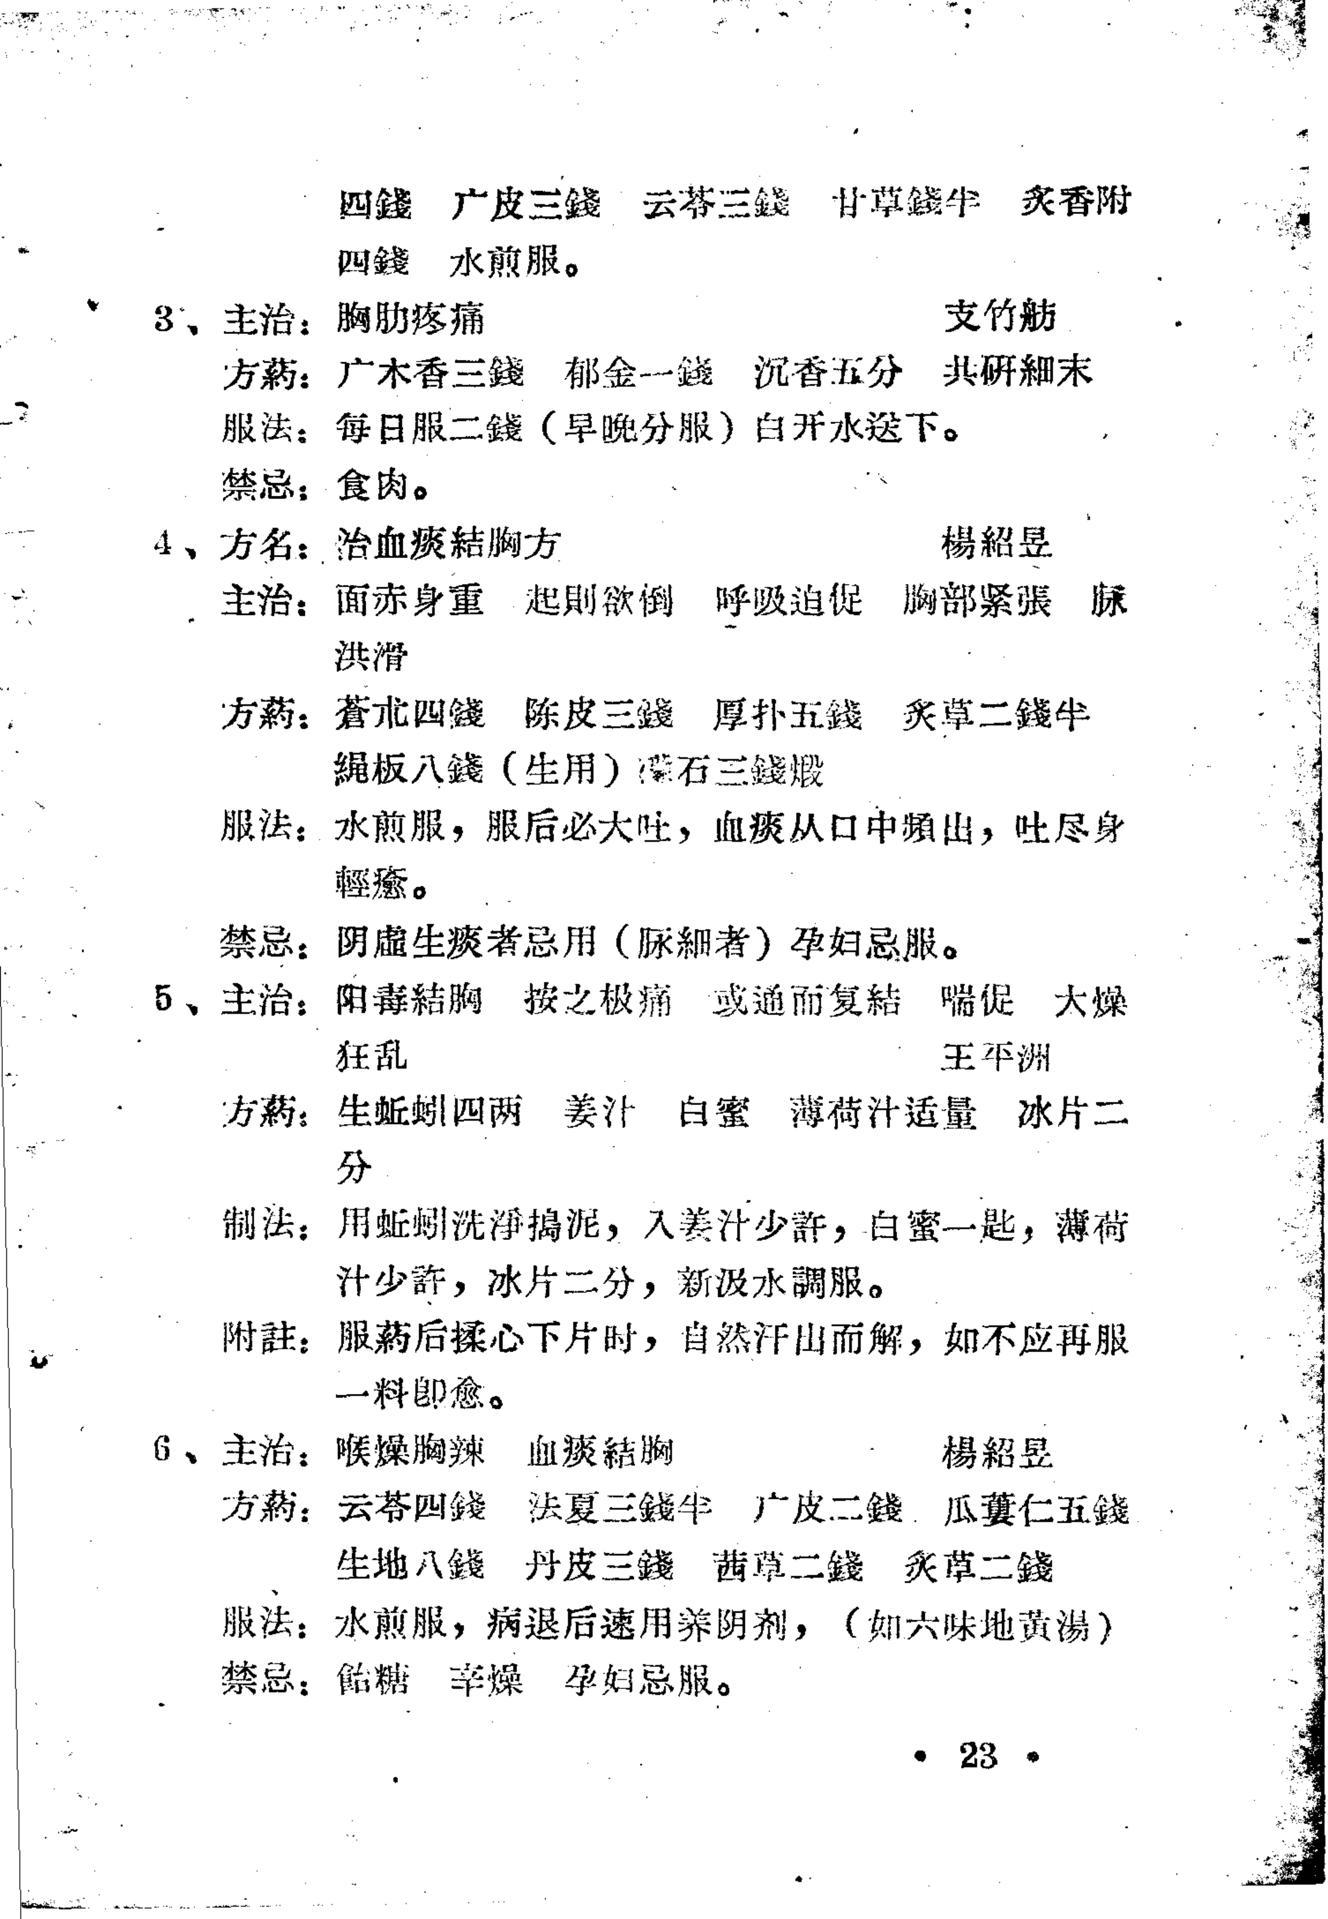 四錢　广皮三錢　云苓三錢　甘草錢半　炙香附
四錢　水煎服。
3、主治：胸肋疼痛　支竹舫
方葯：广木香三錢　郁金一錢　沉香五分　共研細末
服法：每日服二錢（早晚分服）白开水送下。
禁忌：食肉。
4、方名：治血痰結胸方　楊紹昱
主治：面赤身重　起則欲倒　呼吸迫促　胸部紧張　脉
洪滑
方葯：蒼朮四錢　陈皮三錢　厚扑五錢　炙草二錢半
繩板八錢（生用）石三錢煅
服法：水煎服，服后必大吐，血痰从口中頻出，吐尽身
輕癒。
禁忌：阴虛生痰者忌用（脉細者）孕妇忌服。
5、主治：阳毒結胸　按之极痛　或通而复結　喘促　大燥
狂乱　王平洲
方葯：生蚯蚓四两　姜汁　白蜜　薄荷汁适量　冰片二
分
制法：用蚯蚓洗淨搗泥，入姜汁少許，白蜜一匙，薄荷
汁少許，冰片二分，新汲水調服。
附註：服葯后揉心下片时，自然汗出而解，如不应再服
一料卽愈。
6、主治：喉燥胸辣　血痰結胸　楊紹昱
方葯：云苓四錢　法夏三錢半　广皮二錢　瓜蔞仁五錢
生地八錢　丹皮三錢　茜草二錢　炙草二錢
服法：水煎服，病退后速用养阴剂，（如六味地黄湯）
禁忌：飴糖　辛燥　孕妇忌服。
• 23 •